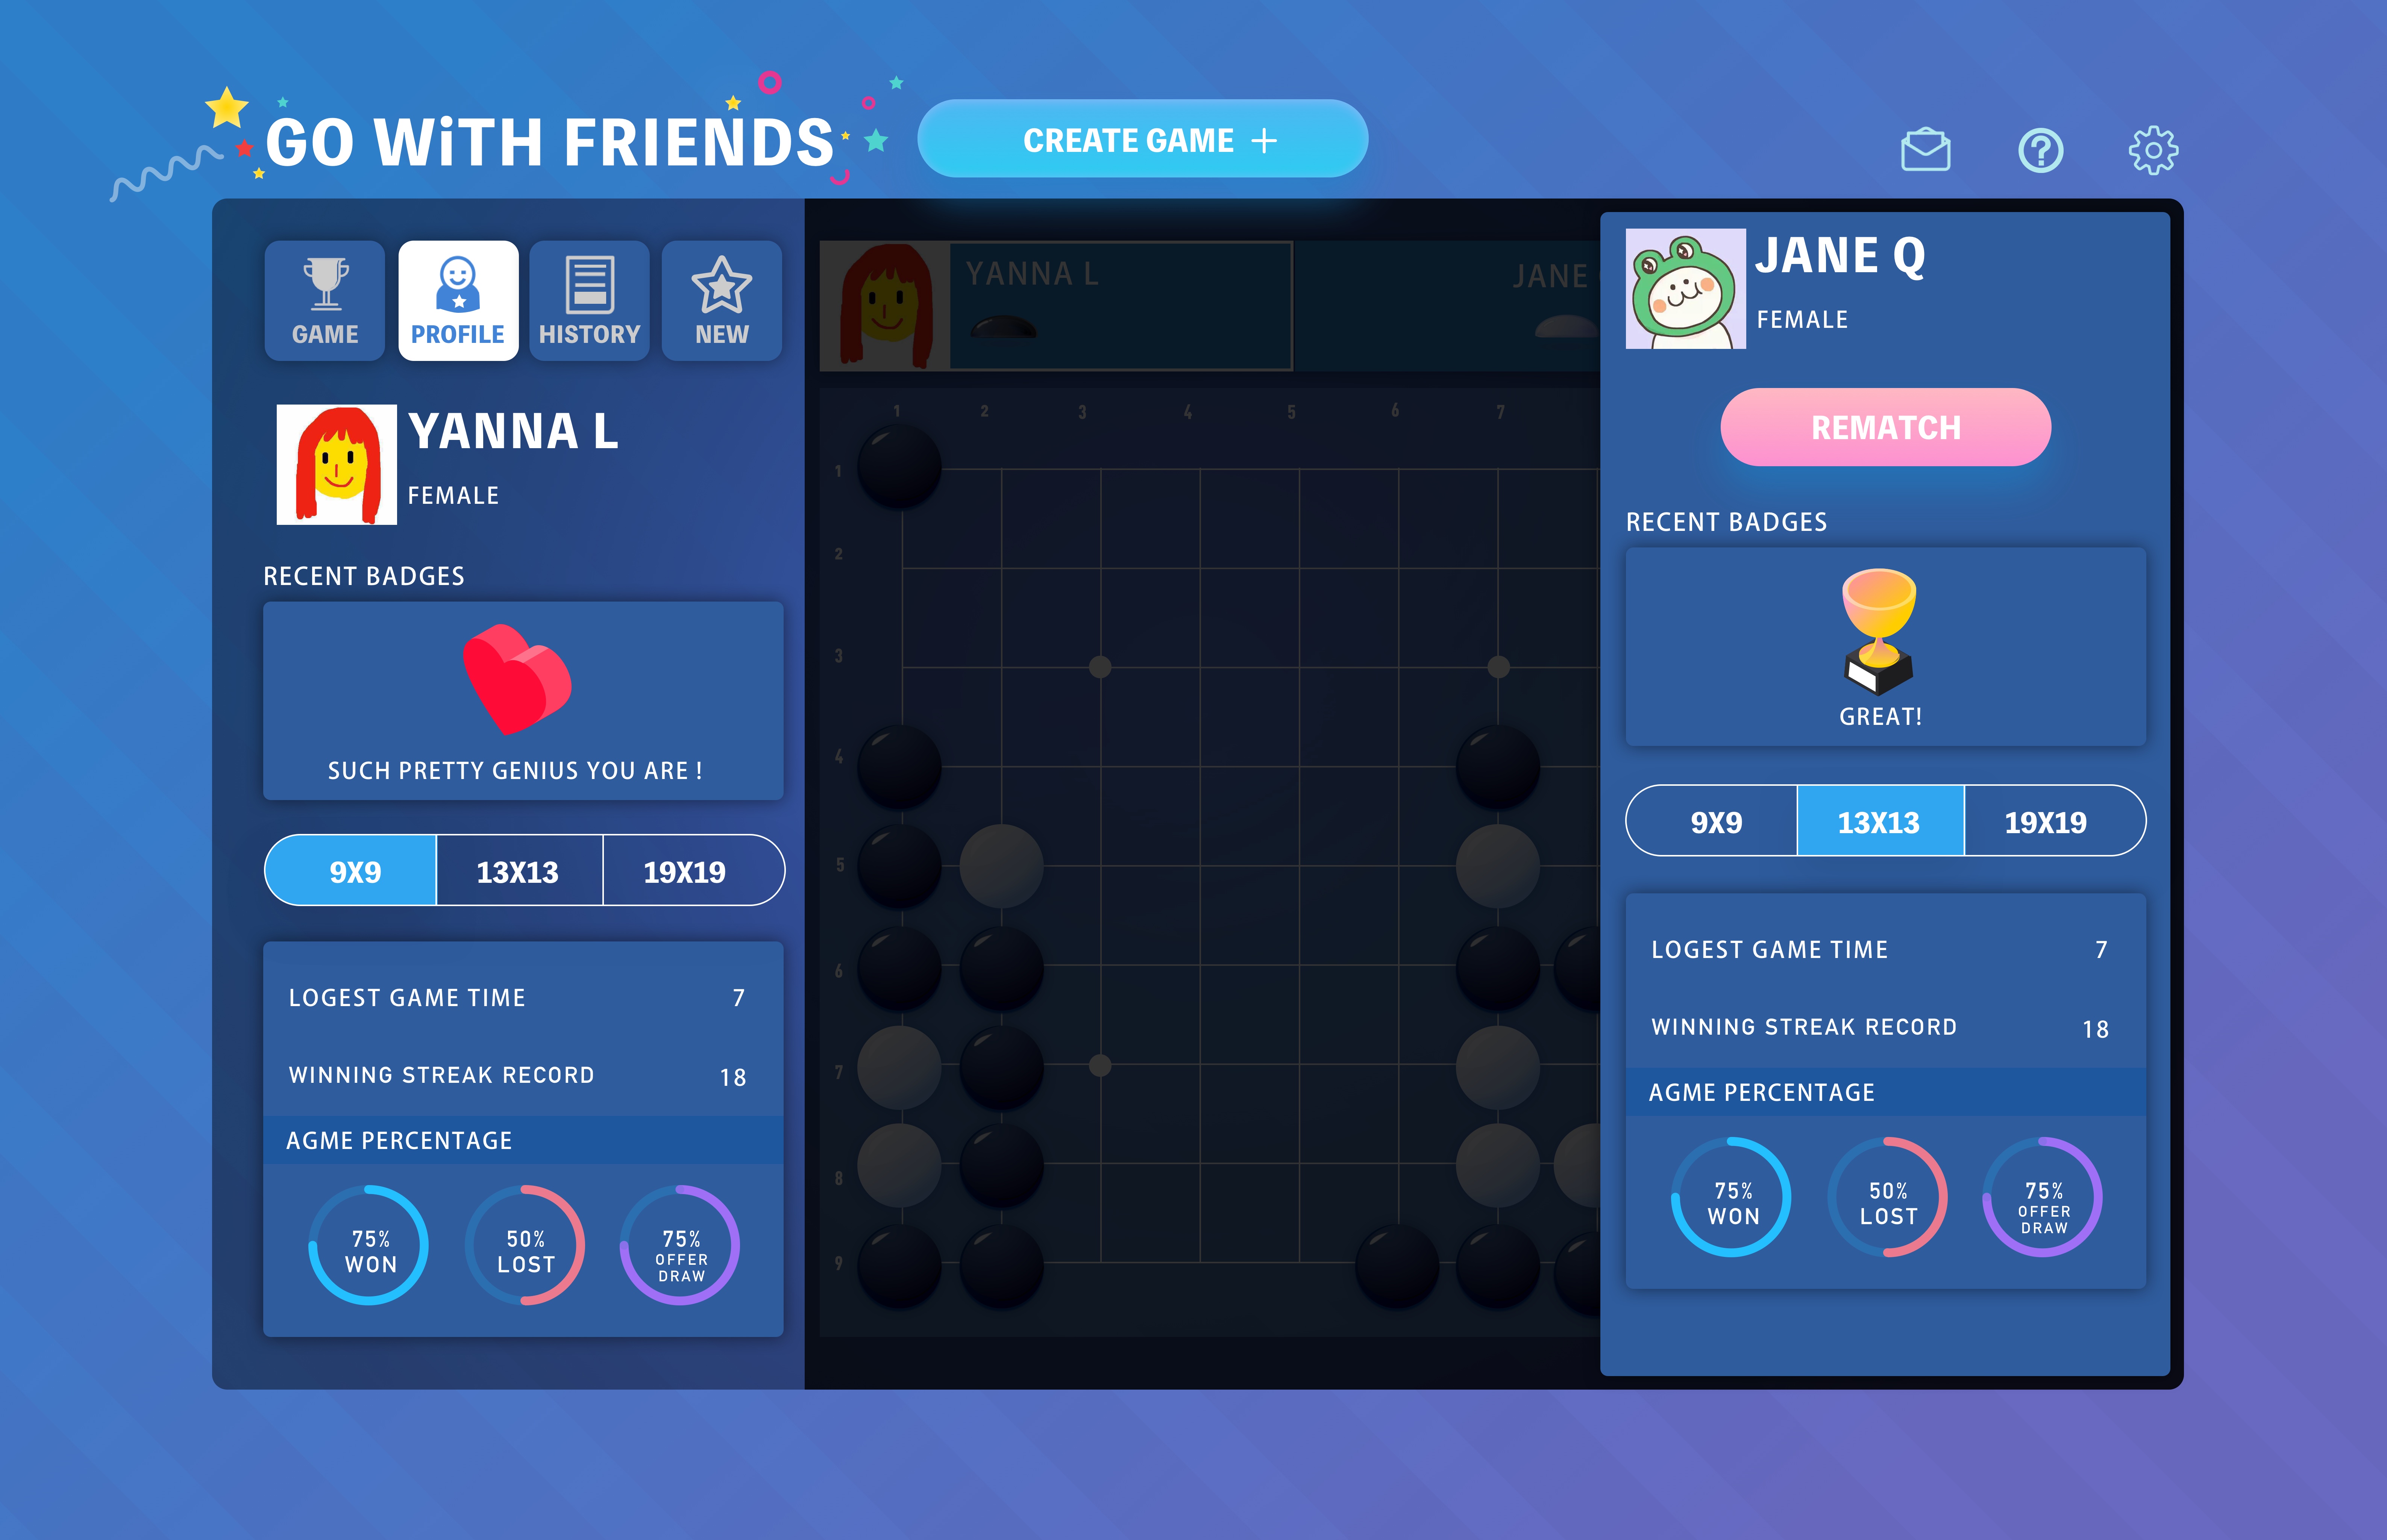 GO WiTH FRIENDS
CREATE GAME +
GAME
PROFILE
HISTORY
NEW
YANNA L
FEMALE
RECENT BADGES
SUCH PRETTY GENIUS YOU ARE !
9X9
13X13
19X19
LOGEST GAME TIME
7
WINNING STREAK RECORD
18
AGME PERCENTAGE
75%
WON
50%
LOST
75%
OFFER
DRAW
YANNA L
JANE
1
2
3
4
5
6
7
1
2
3
4
5
6
7
8
9
JANE Q
FEMALE
REMATCH
RECENT BADGES
GREAT!
9X9
13X13
19X19
LOGEST GAME TIME
7
WINNING STREAK RECORD
18
AGME PERCENTAGE
75%
WON
50%
LOST
75%
OFFER
DRAW